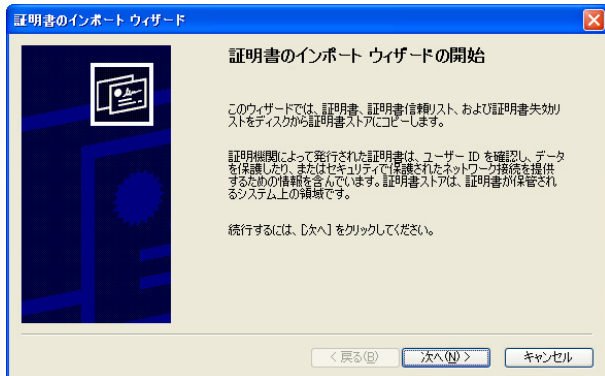 証明書のインポート ウィザード
証明書のインポート ウィザードの開始
このウィザードでは、証明書、証明書信頼リスト、および証明書失効リ
ストをディスクから証明書ストアにコピーします。
証明機関によって発行された証明書は、ユーザー ID を確認し、データ
を保護したり、またはセキュリティで保護されたネットワーク接続を提供
するための情報を含んでいます。証明書ストアは、証明書が保管され
るシステム上の領域です。
続行するには、[次へ] をクリックしてください。
< 戻る(B) 次へ(N) > キャンセル